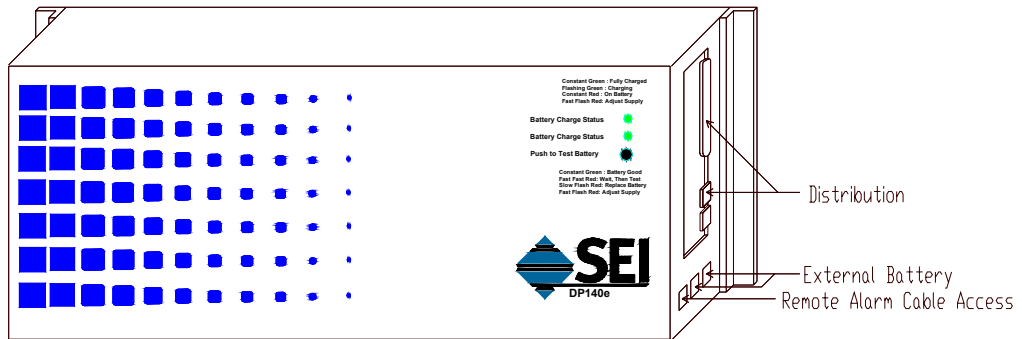 Constant Green : Fully Charged
Flashing Green : Charging
Constant Red : On Battery
Fast Flash Red: Adjust Supply
Battery Charge Status
Battery Charge Status
Push to Test Battery
Constant Green : Battery Good
Fast Fast Red: Wait, Then Test
Slow Flash Red: Replace Battery
Fast Flash Red: Adjust Supply
SEI
DP140e
Distribution
External Battery
Remote Alarm Cable Access